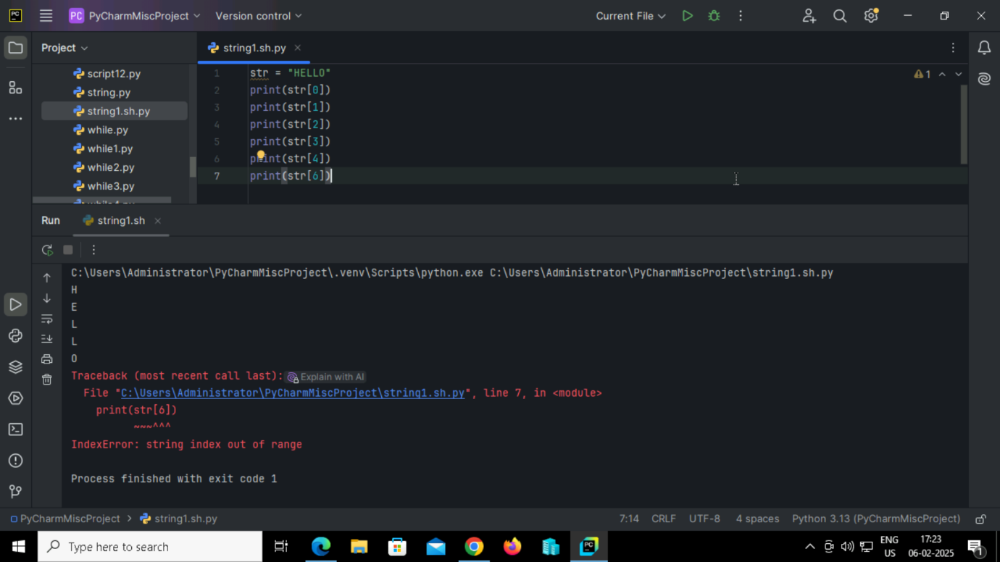 PC PC PyCharmMiscProject Version control Current File
Project string1.sh.py
script12.py
string.py
string1.sh.py
while.py
while1.py
while2.py
while3.py
1 str = "HELLO" 1
2 print(str[0])
3 print(str[1])
4 print(str[2])
5 print(str[3])
6 print(str[4])
7 print(str[6])
Run string1.sh
C:\Users\Administrator\PyCharmMiscProject\.venv\Scripts\python.exe C:\Users\Administrator\PyCharmMiscProject\string1.sh.py
H
E
L
L
O
Traceback (most recent call last): Explain with AI
File "C:\Users\Administrator\PyCharmMiscProject\string1.sh.py", line 7, in <module>
print(str[6])
~~~^^^
IndexError: string index out of range
Process finished with exit code 1
PyCharmMiscProject > string1.sh.py 7:14 CRLF UTF-8 4 spaces Python 3.13 (PyCharmMiscProject)
Type here to search PC ENG 17:23 1
US 06-02-2025